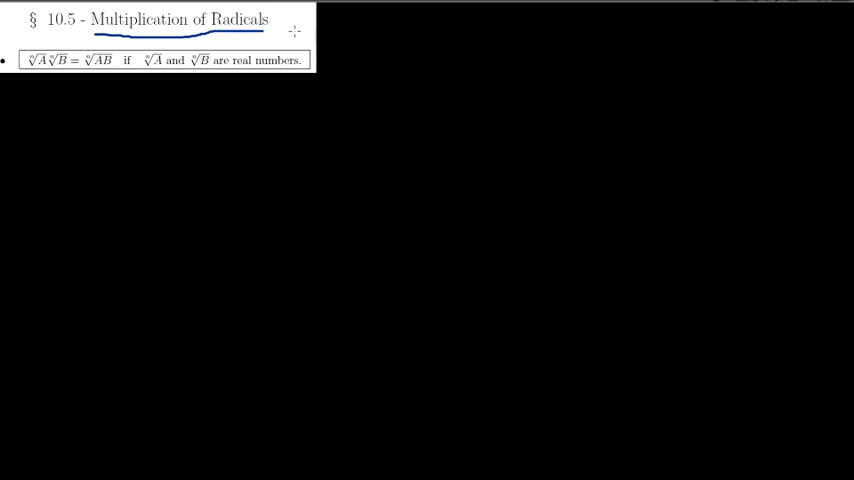 § 10.5 - Multiplication of Radicals
• ⁿ√A ⁿ√B = ⁿ√AB if ⁿ√A and ⁿ√B are real numbers.